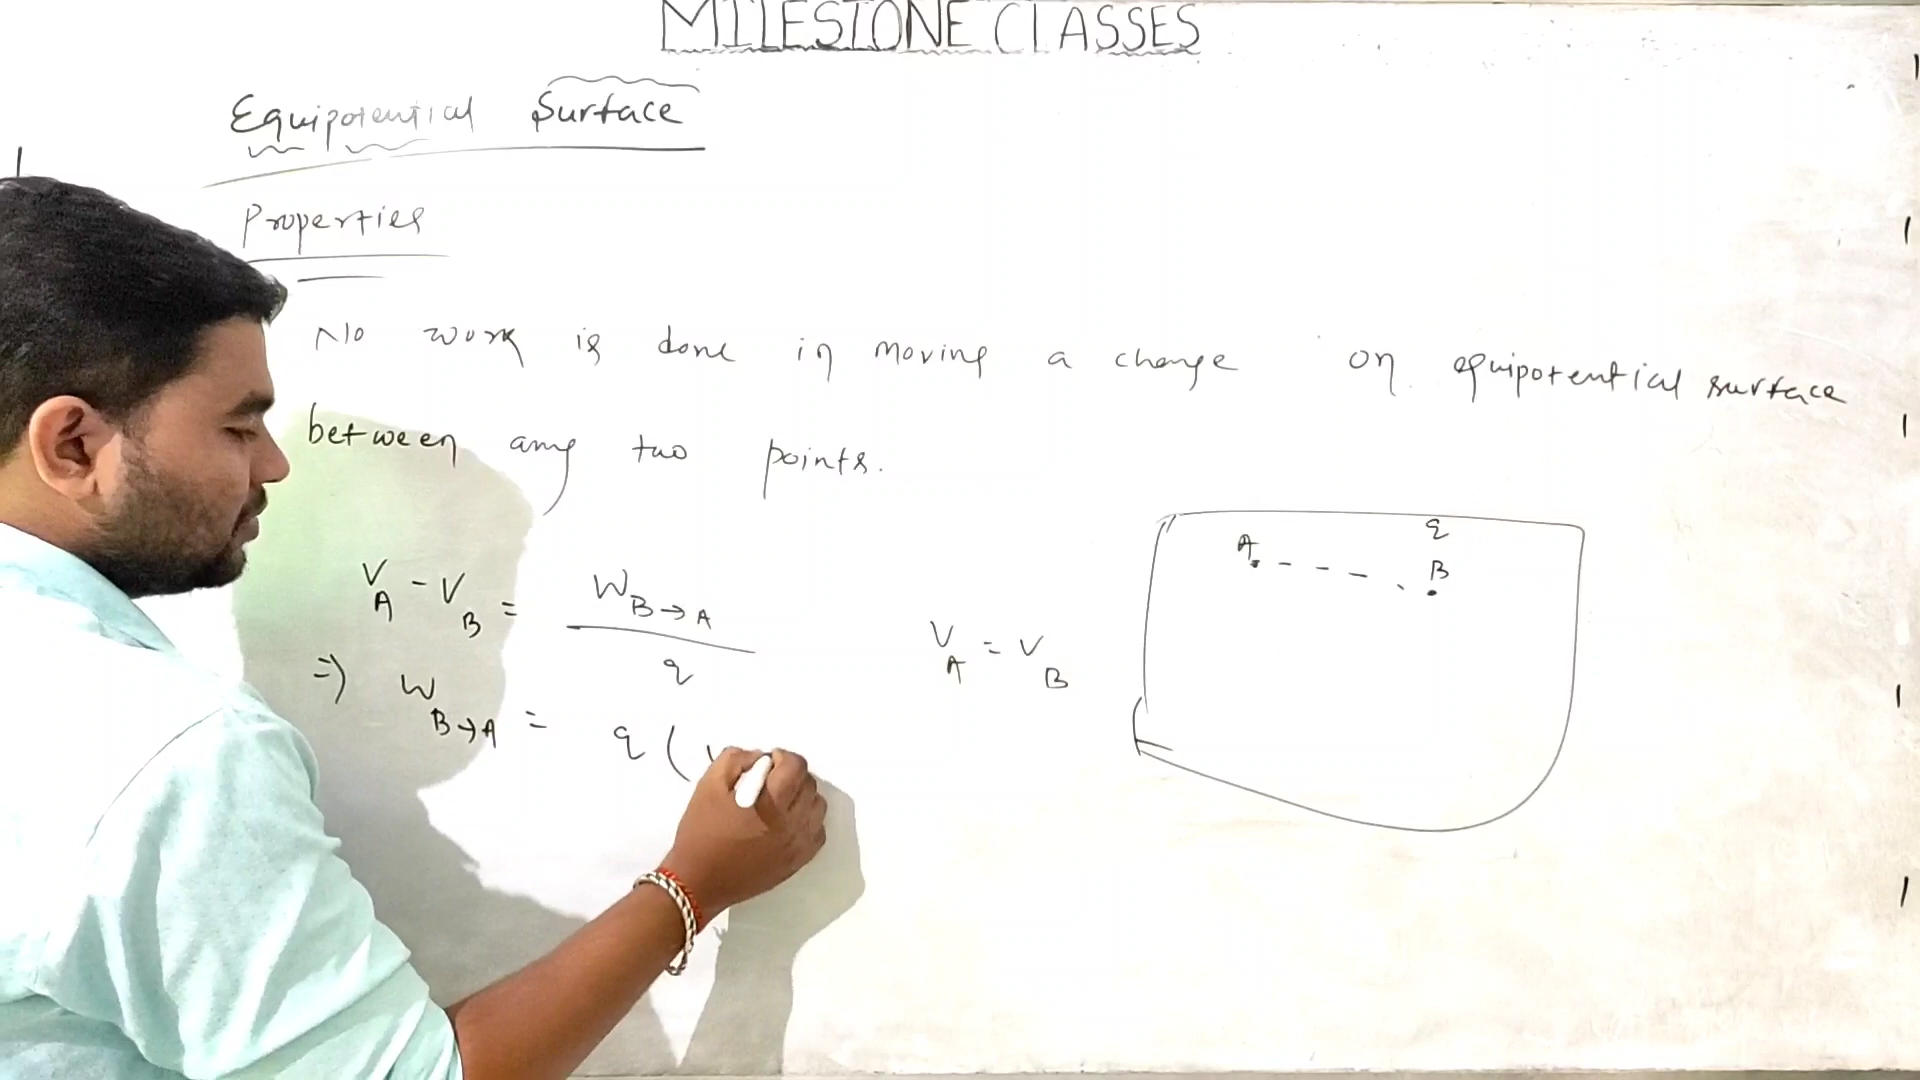 MILESTONE CLASSES
Equipotential Surface
Properties
No work is done in moving a charge on equipotential surface
between any two points.
V_A - V_B = W_B→A / q
V_A = V_B
⇒ W_B→A = q ( V
q
A
B